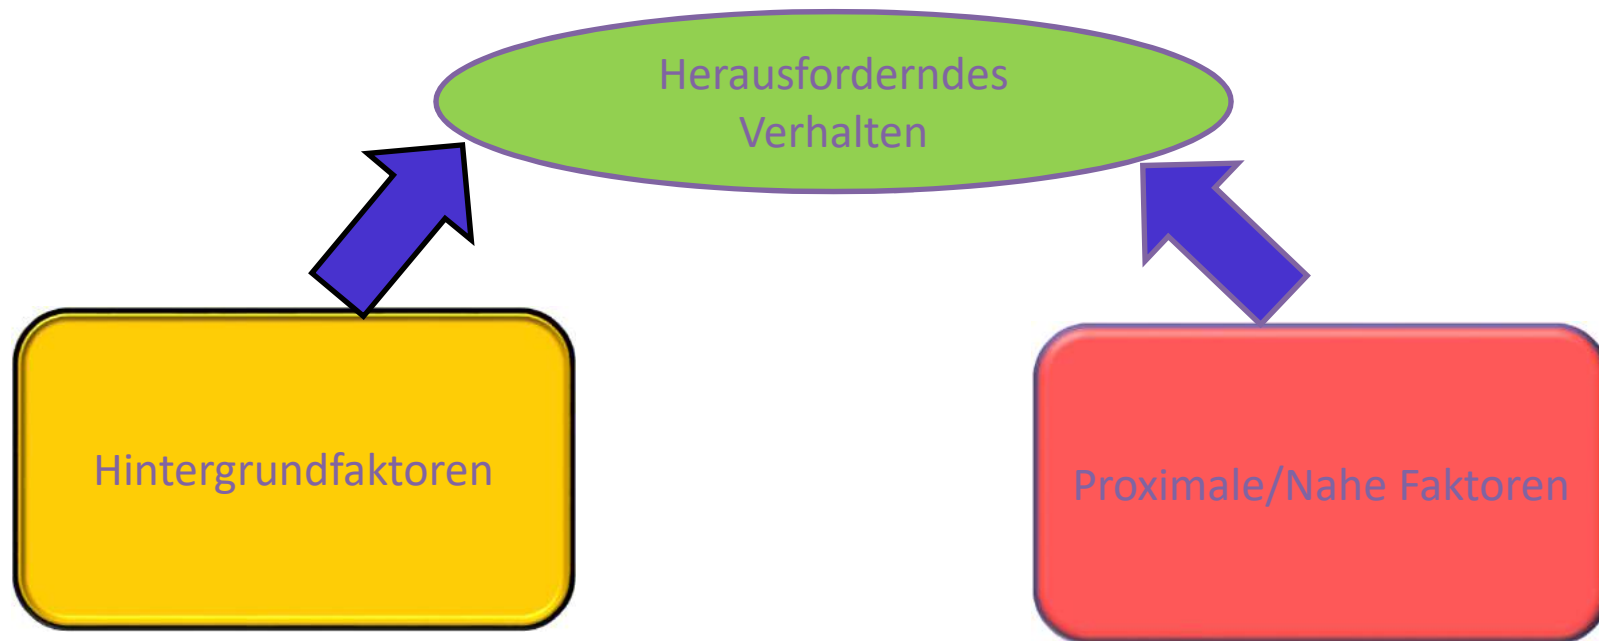 Herausforderndes
Verhalten
Hintergrundfaktoren
Proximale/Nahe Faktoren